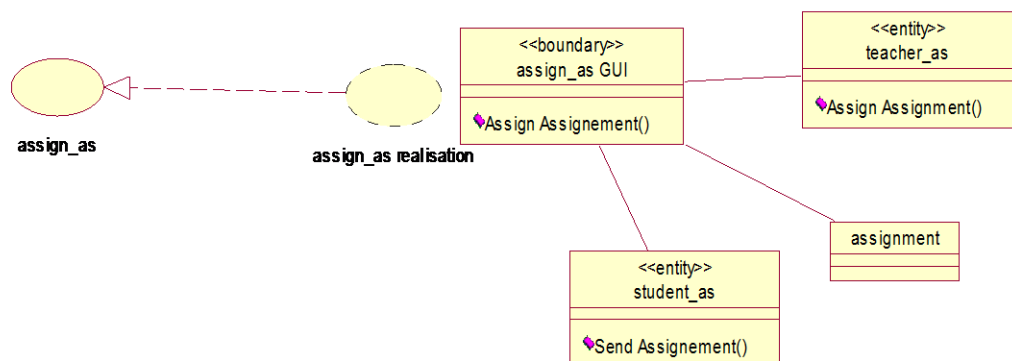 assign_as
assign_as realisation
<<boundary>>
assign_as GUI
Assign Assignement()
<<entity>>
teacher_as
Assign Assignment()
assignment
<<entity>>
student_as
Send Assignement()